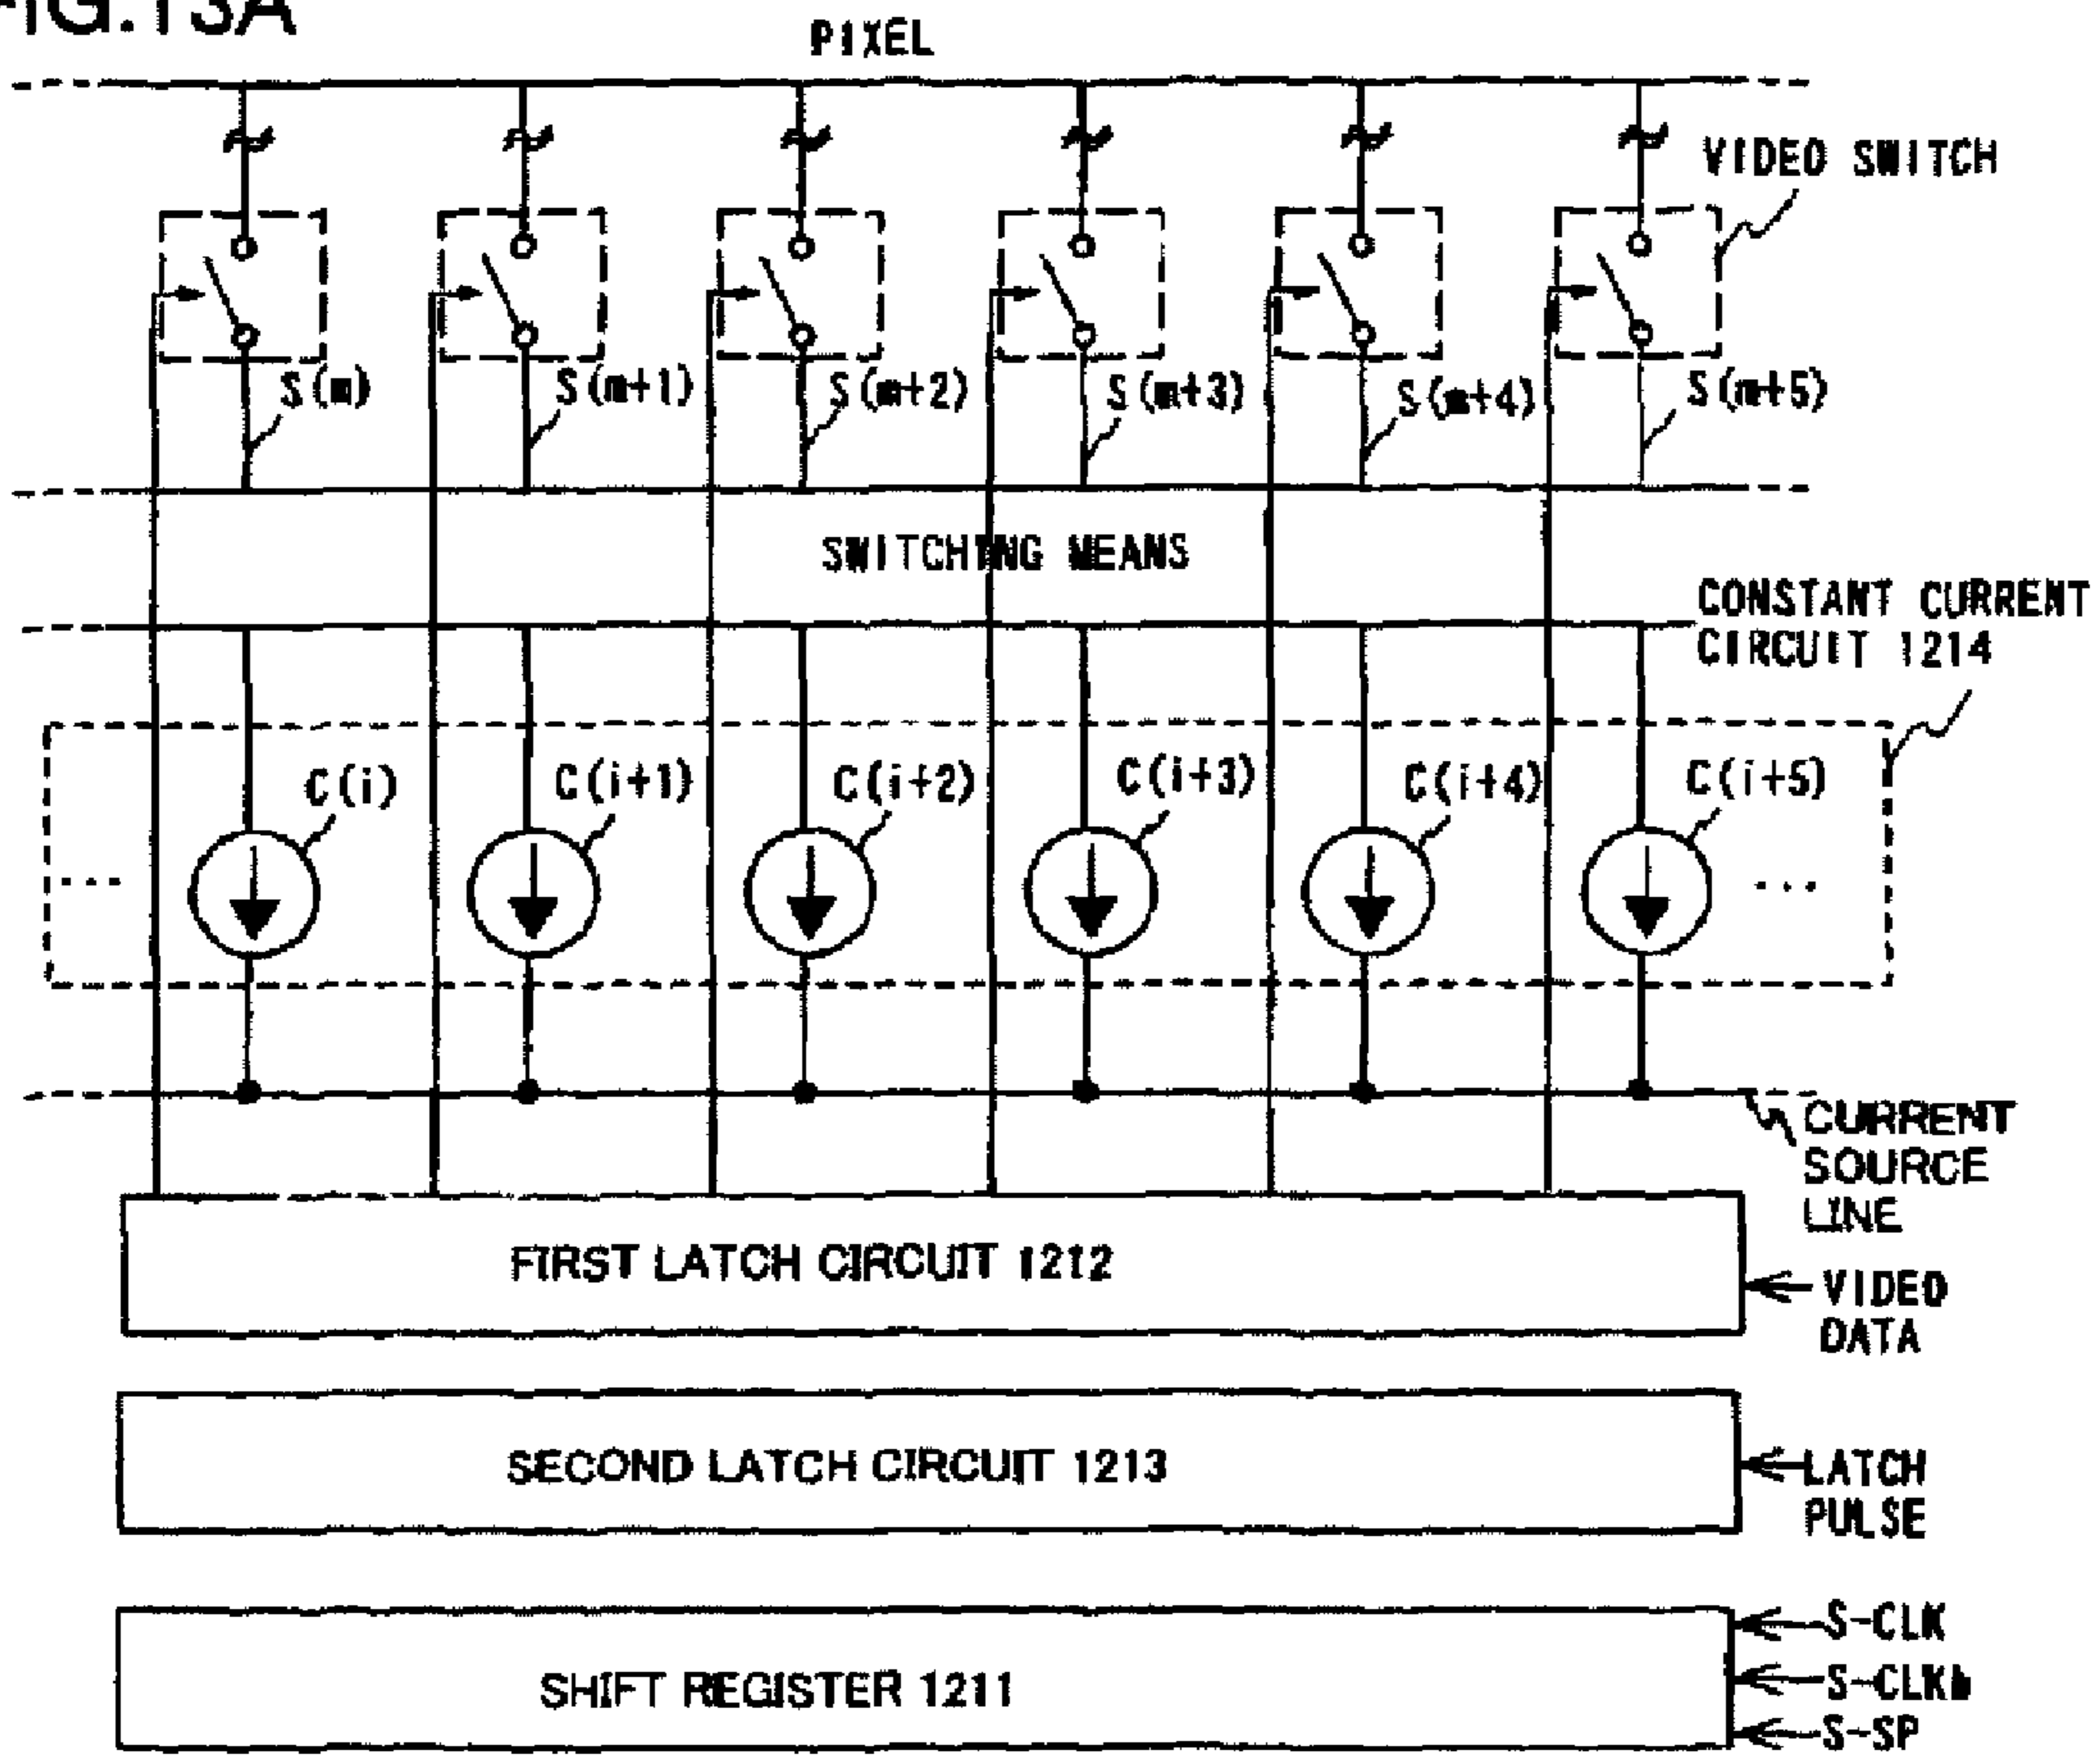 FIG.13A
PIXEL
VIDEO SWITCH
S(m) S(m+1) S(m+2) S(m+3) S(m+4) S(m+5)
SWITCHING MEANS
CONSTANT CURRENT
CIRCUIT 1214
C(i) C(i+1) C(i+2) C(i+3) C(i+4) C(i+5)
... ...
CURRENT
SOURCE
LINE
FIRST LATCH CIRCUIT 1212
VIDEO
DATA
SECOND LATCH CIRCUIT 1213
LATCH
PULSE
SHIFT REGISTER 1211
S-CLK
S-CLKb
S-SP